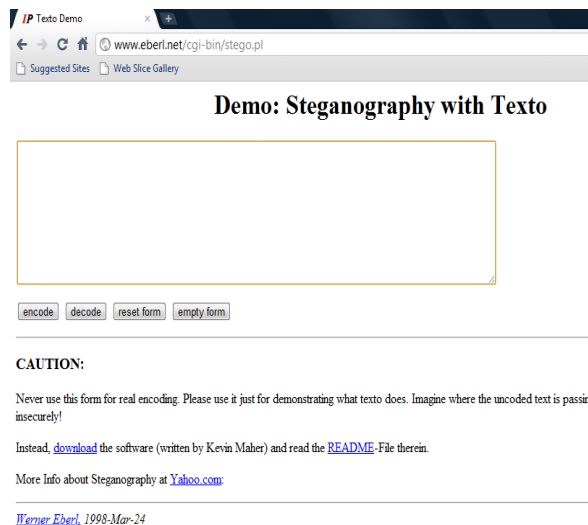 IP Texto Demo
www.eberl.net/cgi-bin/stego.pl
Suggested Sites Web Slice Gallery
Demo: Steganography with Texto
encode decode reset form empty form
CAUTION:
Never use this form for real encoding. Please use it just for demonstrating what texto does. Imagine where the uncoded text is passin
insecurely!
Instead, download the software (written by Kevin Maher) and read the README-File therein.
More Info about Steganography at Yahoo.com:
Werner Eberl, 1998-Mar-24